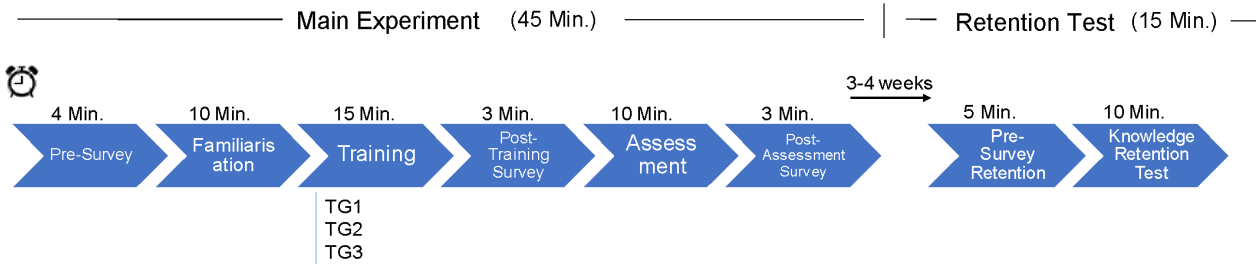 Main Experiment (45 Min.)
Retention Test (15 Min.)
3-4 weeks
4 Min.
10 Min.
15 Min.
3 Min.
10 Min.
3 Min.
5 Min.
10 Min.
Pre-Survey
Familiaris
ation
Training
Post-
Training
Survey
Assess
ment
Post-
Assessment
Survey
Pre-
Survey
Retention
Knowledge
Retention
Test
TG1
TG2
TG3